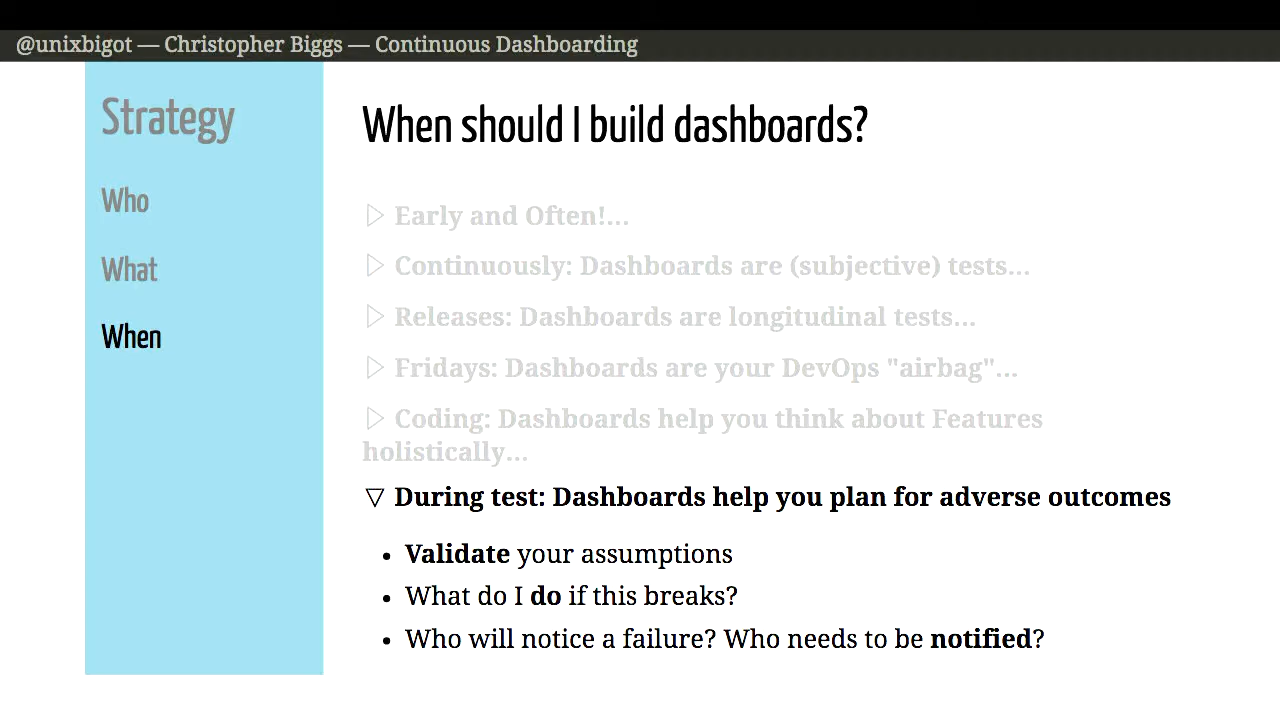 @unixbigot — Christopher Biggs — Continuous Dashboarding
Strategy
Who
What
When
When should I build dashboards?
▷ Early and Often!...
▷ Continuously: Dashboards are (subjective) tests...
▷ Releases: Dashboards are longitudinal tests...
▷ Fridays: Dashboards are your DevOps "airbag"...
▷ Coding: Dashboards help you think about Features
holistically...
▽ During test: Dashboards help you plan for adverse outcomes
• Validate your assumptions
• What do I do if this breaks?
• Who will notice a failure? Who needs to be notified?